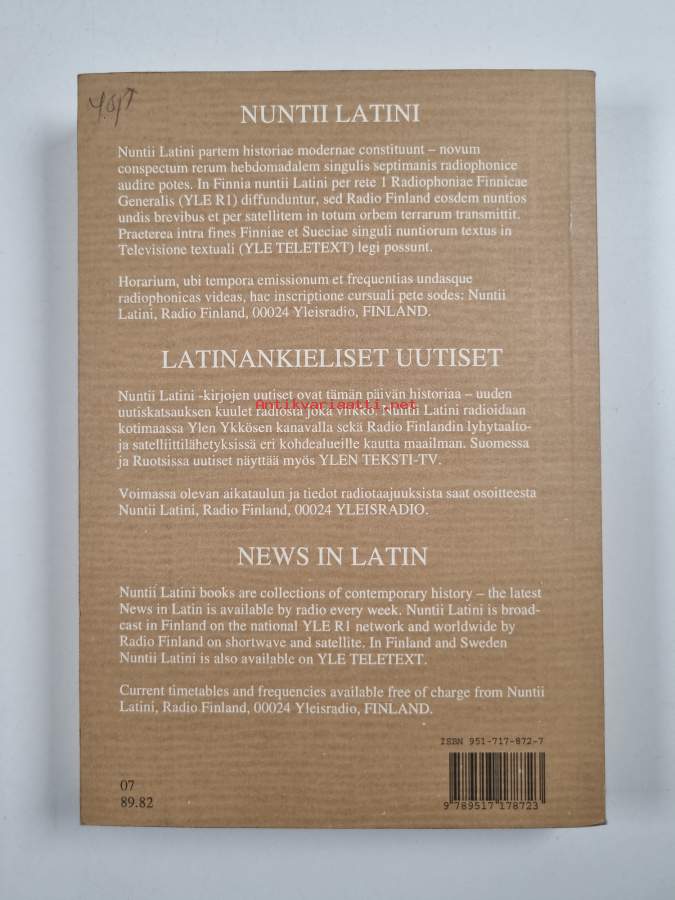 NUNTII LATINI
Nuntii Latini partem historiae modernae constituunt – novum
conspectum rerum hebdomadalem singulis septimanis radiophonice
audire potes. In Finnia nuntii Latini per rete 1 Radiophoniae Finnicae
Generalis (YLE R1) diffunduntur, sed Radio Finland eosdem nuntios
undis brevibus et per satellitem in totum orbem terrarum transmittit.
Praeterea intra fines Finniae et Sueciae singuli nuntiorum textus in
Televisione textuali (YLE TELETEXT) legi possunt.
Horarium, ubi tempora emissionum et frequentias undasque
radiophonicas videas, hac inscriptione cursuali pete sodes: Nuntii
Latini, Radio Finland, 00024 Yleisradio, FINLAND.
LATINANKIELISET UUTISET
Nuntii Latini -kirjojen uutiset ovat tämän päivän historiaa – uuden
uutiskatsauksen kuulet radiosta joka viikko. Nuntii Latini radioidaan
Antikvariaatti.net
kotimaassa Ylen Ykkösen kanavalla sekä Radio Finlandin lyhytaalto-
ja satelliittilähetyksissä eri kohdealueille kautta maailman. Suomessa
ja Ruotsissa uutiset näyttää myös YLEN TEKSTI-TV.
Voimassa olevan aikataulun ja tiedot radiotaajuuksista saat osoitteesta
Nuntii Latini, Radio Finland, 00024 YLEISRADIO.
NEWS IN LATIN
Nuntii Latini books are collections of contemporary history – the latest
News in Latin is available by radio every week. Nuntii Latini is broad-
cast in Finland on the national YLE R1 network and worldwide by
Radio Finland on shortwave and satellite. In Finland and Sweden
Nuntii Latini is also available on YLE TELETEXT.
Current timetables and frequencies available free of charge from Nuntii
Latini, Radio Finland, 00024 Yleisradio, FINLAND.
ISBN 951-717-872-7
9 789517 178723
07
89.82